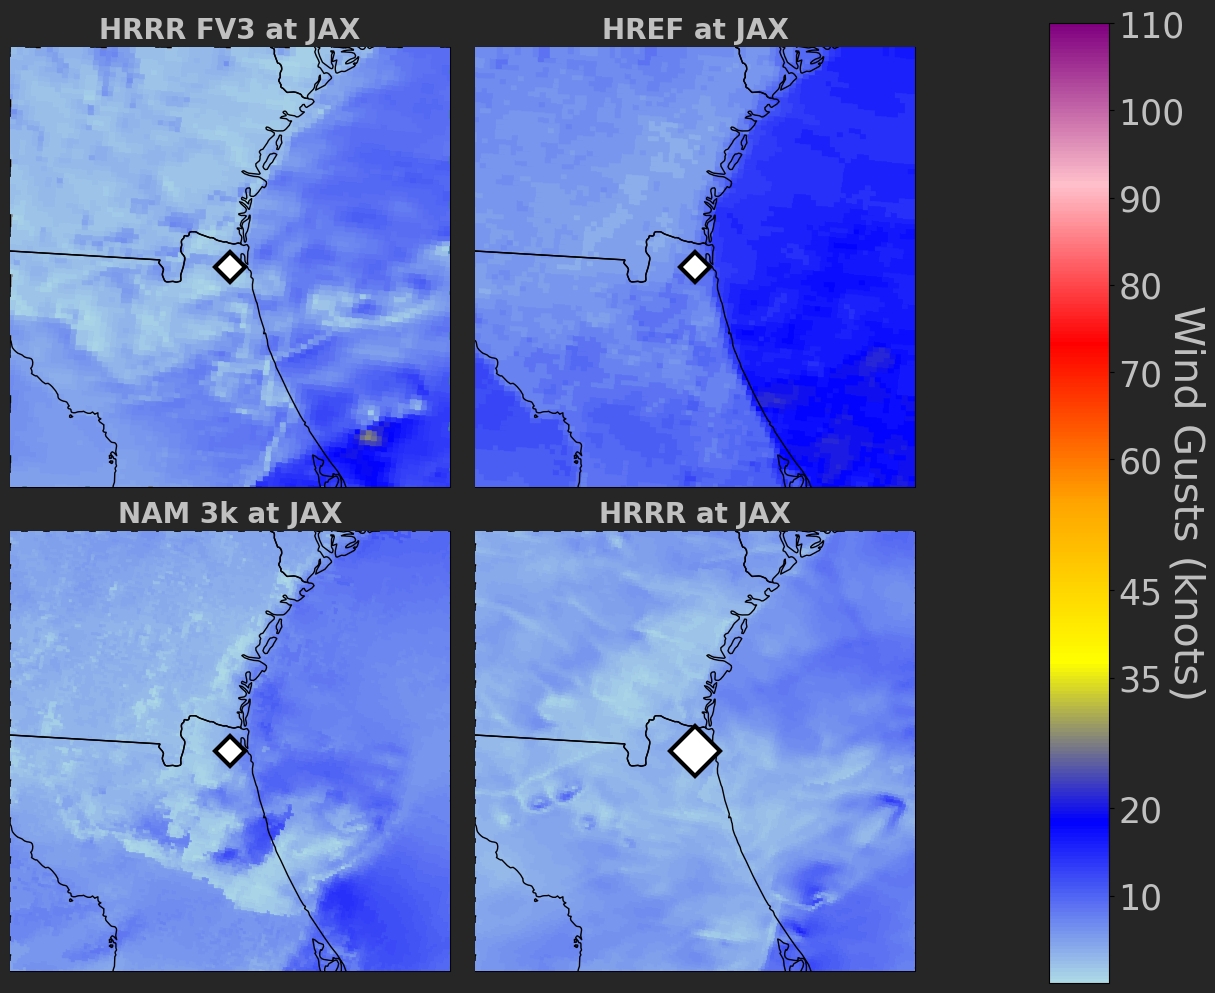 HRRR FV3 at JAX
HREF at JAX
NAM 3k at JAX
HRRR at JAX
110
100
90
80
70
60
45
35
20
10
Wind Gusts (knots)